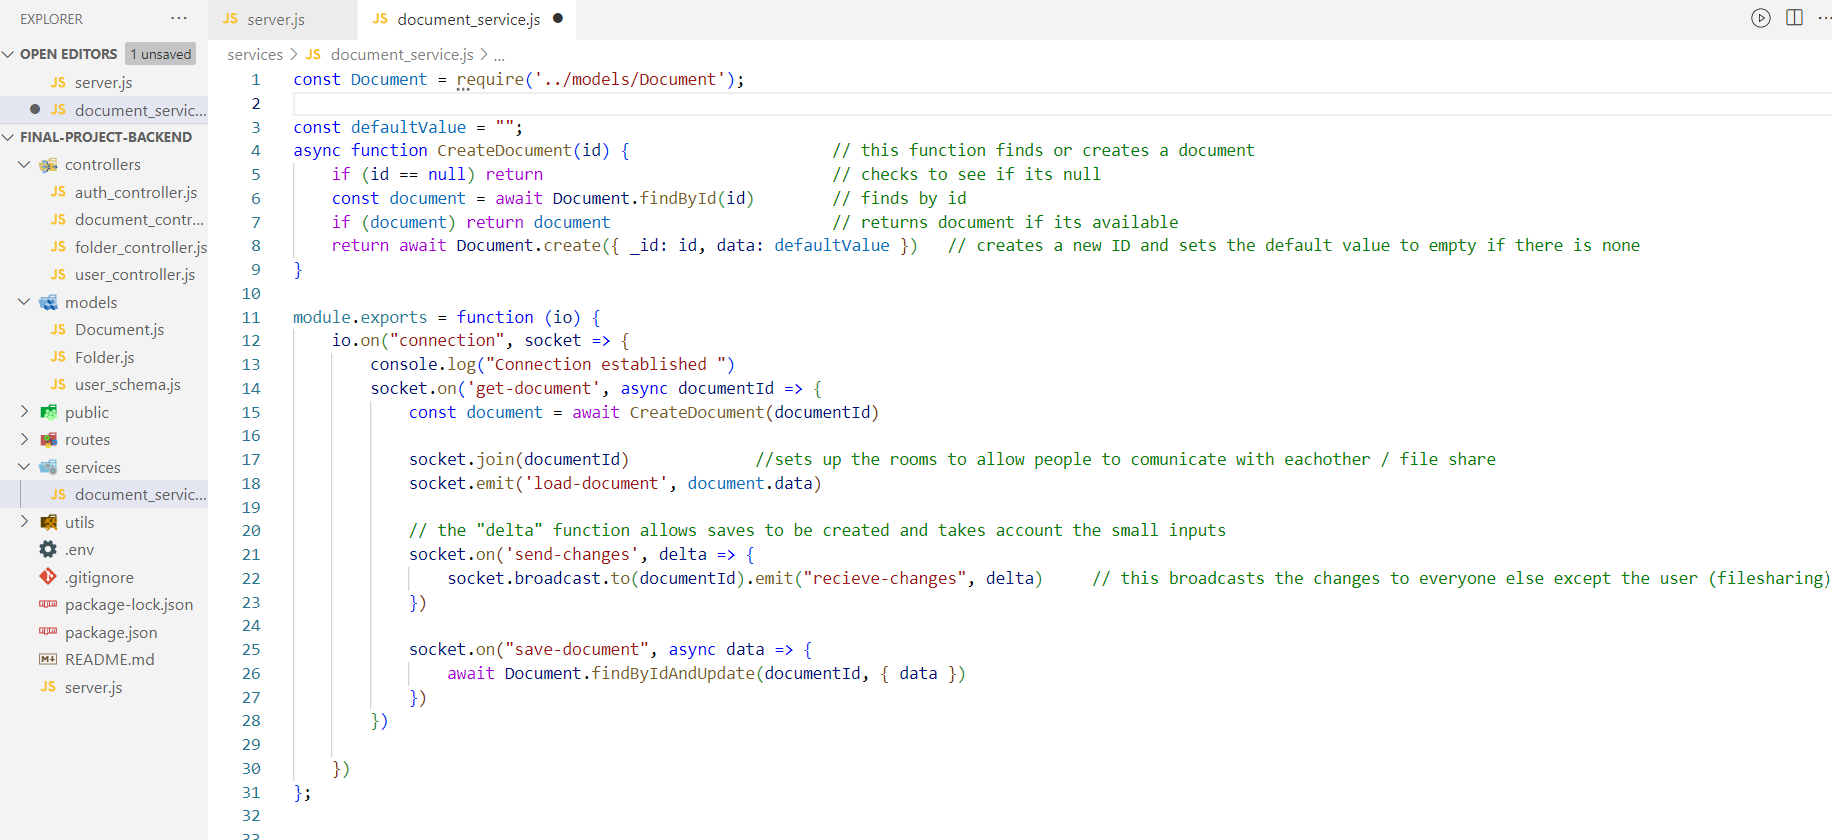 EXPLORER ...
OPEN EDITORS 1 unsaved
JS server.js
JS document_servic...
FINAL-PROJECT-BACKEND
controllers
JS auth_controller.js
JS document_contr...
JS folder_controller.js
JS user_controller.js
models
JS Document.js
JS Folder.js
JS user_schema.js
public
routes
services
JS document_servic...
utils
.env
.gitignore
package-lock.json
package.json
README.md
JS server.js
JS server.js
JS document_service.js
services > JS document_service.js > ...
1 const Document = require('../models/Document');
2
3 const defaultValue = "";
4 async function CreateDocument(id) { // this function finds or creates a document
5 if (id == null) return // checks to see if its null
6 const document = await Document.findById(id) // finds by id
7 if (document) return document // returns document if its available
8 return await Document.create({ _id: id, data: defaultValue }) // creates a new ID and sets the default value to empty if there is none
9 }
10
11 module.exports = function (io) {
12 io.on("connection", socket => {
13 console.log("Connection established ")
14 socket.on('get-document', async documentId => {
15 const document = await CreateDocument(documentId)
16
17 socket.join(documentId) //sets up the rooms to allow people to comunicate with eachother / file share
18 socket.emit('load-document', document.data)
19
20 // the "delta" function allows saves to be created and takes account the small inputs
21 socket.on('send-changes', delta => {
22 socket.broadcast.to(documentId).emit("recieve-changes", delta) // this broadcasts the changes to everyone else except the user (filesharing)
23 })
24
25 socket.on("save-document", async data => {
26 await Document.findByIdAndUpdate(documentId, { data })
27 })
28 })
29
30 })
31 };
32
33